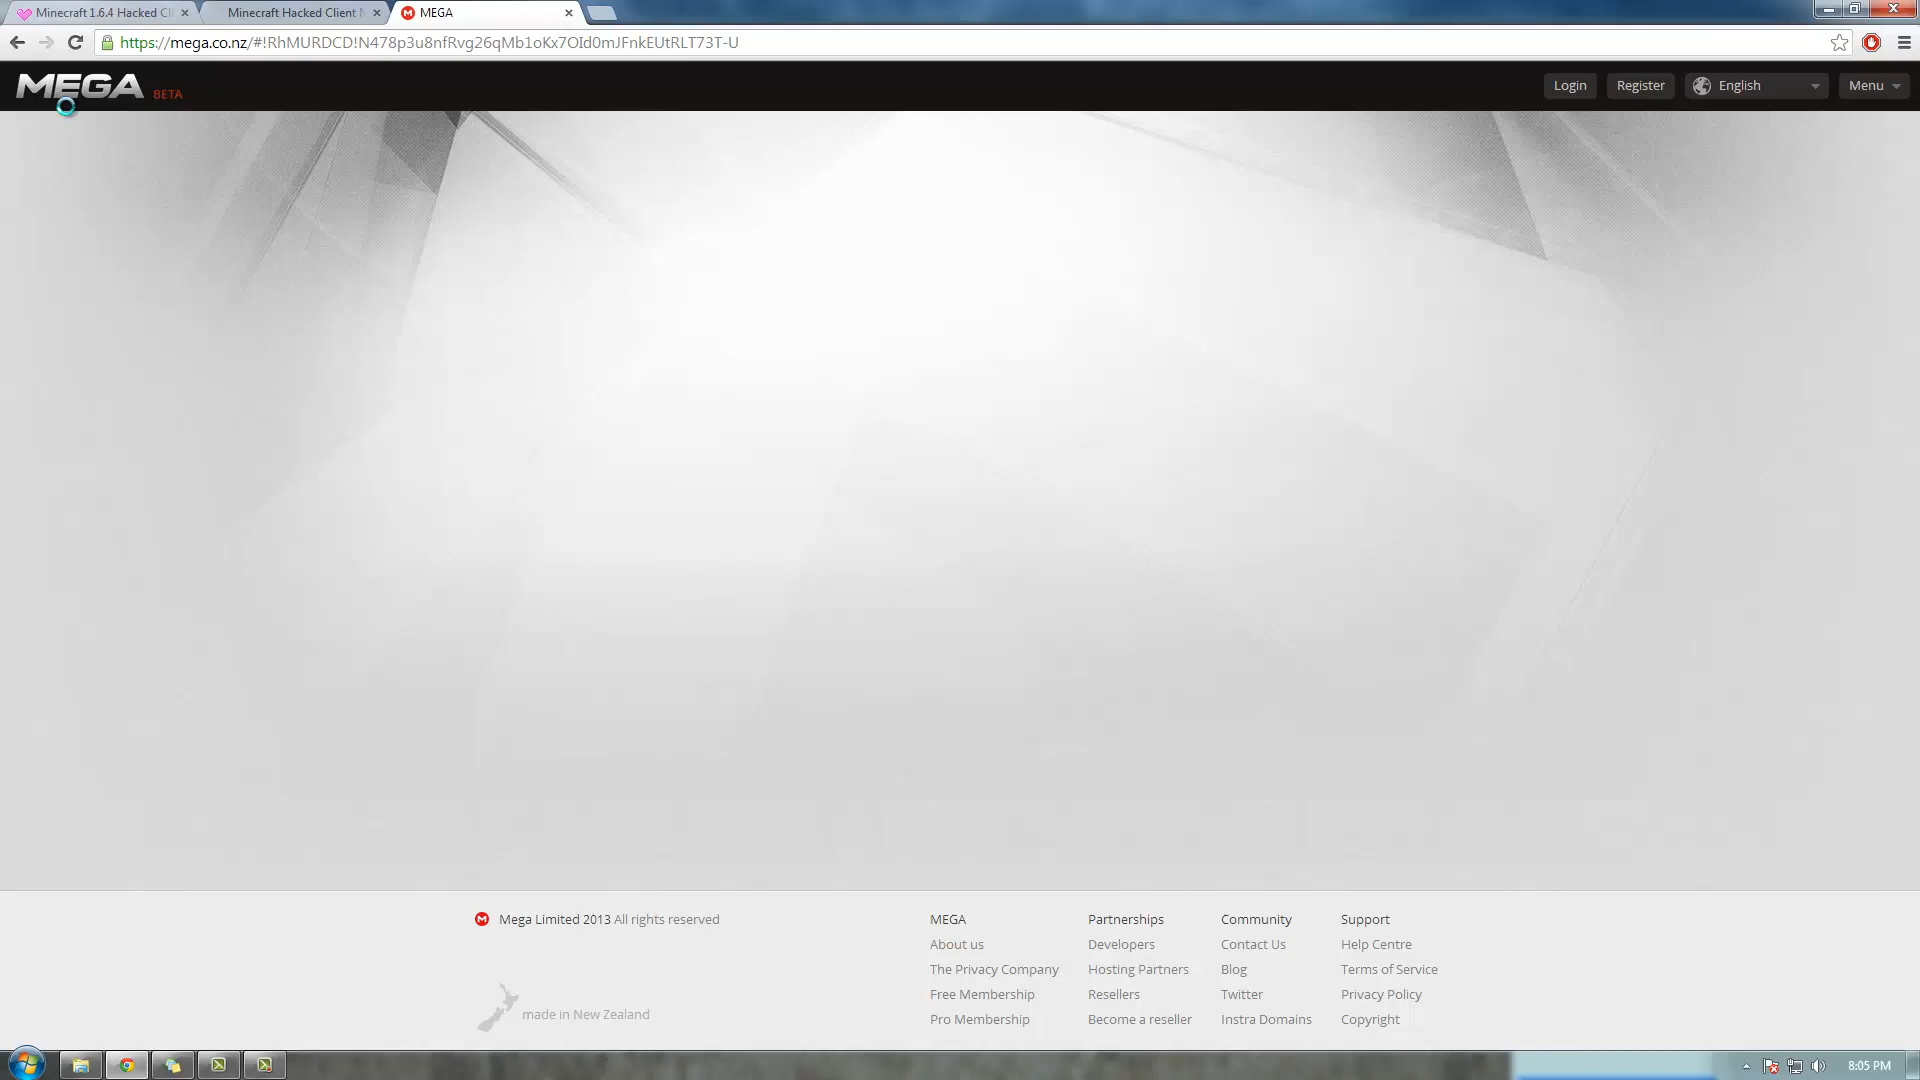 Minecraft 1.6.4 Hacked Cli
Minecraft Hacked Client
MEGA
https://mega.co.nz/#!RhMURDCD!N478p3u8nfRvg26qMb1oKx7OId0mJFnkEUtRLT73T-U
MEGA BETA
Login
Register
English
Menu
Mega Limited 2013 All rights reserved
made in New Zealand
MEGA
About us
The Privacy Company
Free Membership
Pro Membership
Partnerships
Developers
Hosting Partners
Resellers
Become a reseller
Community
Contact Us
Blog
Twitter
Instra Domains
Support
Help Centre
Terms of Service
Privacy Policy
Copyright
8:05 PM